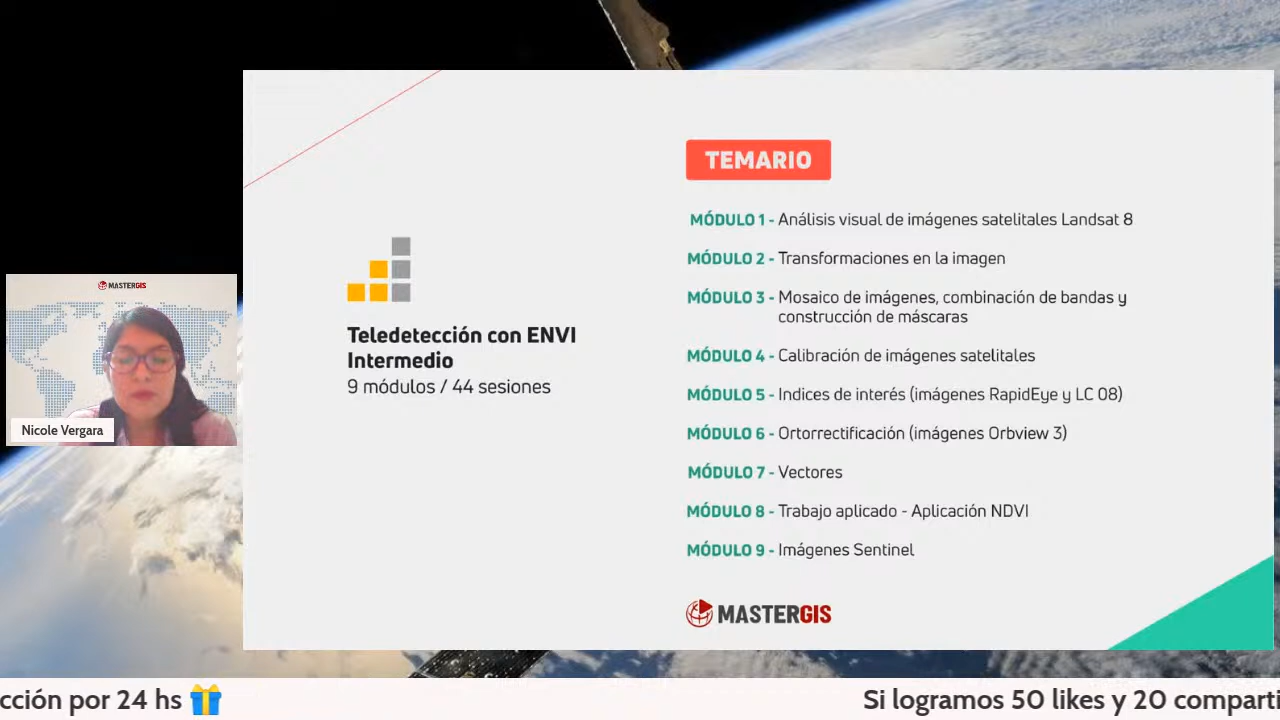 TEMARIO
MÓDULO 1 - Análisis visual de imágenes satelitales Landsat 8
MÓDULO 2 - Transformaciones en la imagen
MÓDULO 3 - Mosaico de imágenes, combinación de bandas y
construcción de máscaras
MÓDULO 4 - Calibración de imágenes satelitales
MÓDULO 5 - Indices de interés (imágenes RapidEye y LC 08)
MÓDULO 6 - Ortorrectificación (imágenes Orbview 3)
MÓDULO 7 - Vectores
MÓDULO 8 - Trabajo aplicado - Aplicación NDVI
MÓDULO 9 - Imágenes Sentinel
Teledetección con ENVI
Intermedio
9 módulos / 44 sesiones
MASTERGIS
MASTERGIS
Nicole Vergara
cción por 24 hs
Si logramos 50 likes y 20 comparti